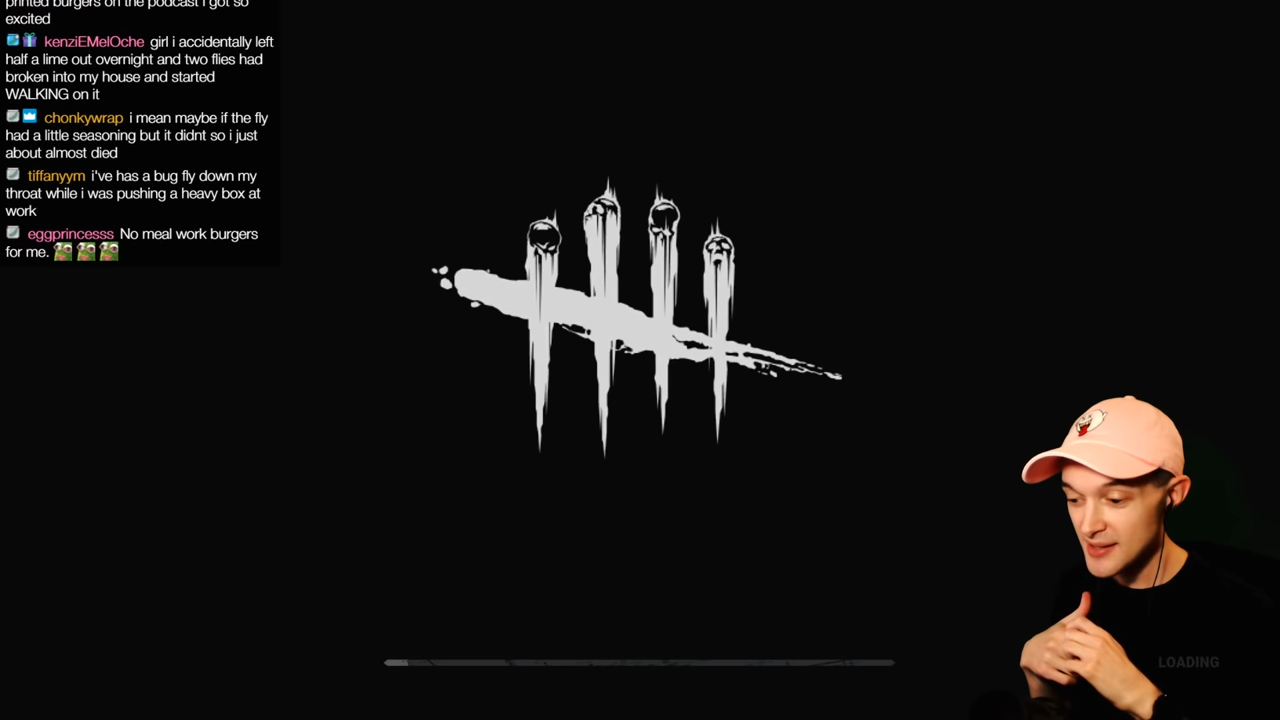 printed burgers on the podcast i got so
excited
kenziEMelOche girl i accidentally left
half a lime out overnight and two flies had
broken into my house and started
WALKING on it
chonkywrap i mean maybe if the fly
had a little seasoning but it didnt so i just
about almost died
tiffanyym i've has a bug fly down my
throat while i was pushing a heavy box at
work
eggprincesss No meal work burgers
for me.
LOADING